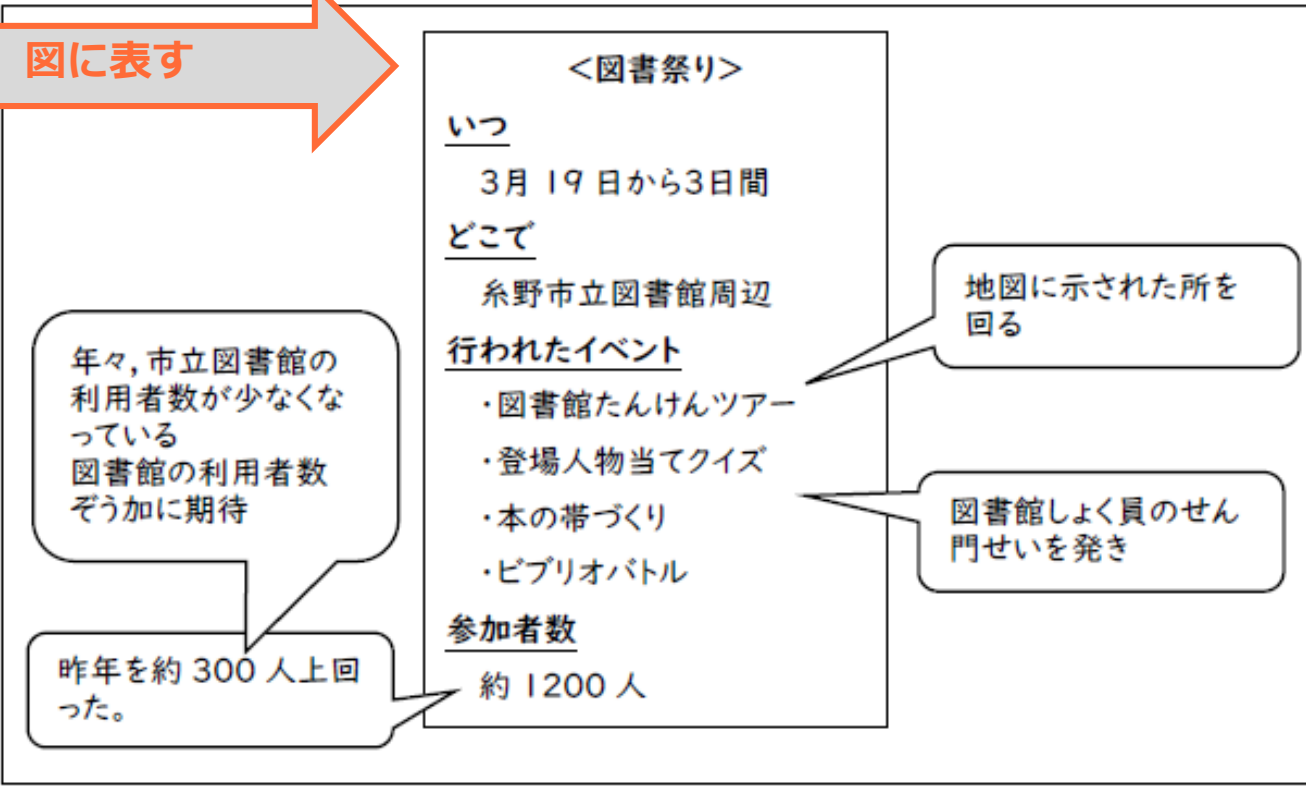 図に表す
<図書祭り>
いつ
3月 19 日から3日間
どこで
糸野市立図書館周辺
行われたイベント
・図書館たんけんツアー
・登場人物当てクイズ
・本の帯づくり
・ビブリオバトル
参加者数
約 1200 人
地図に示された所を
回る
図書館しょく員のせん
門せいを発き
年々,市立図書館の
利用者数が少なくな
っている
図書館の利用者数
ぞう加に期待
昨年を約 300 人上回
った。